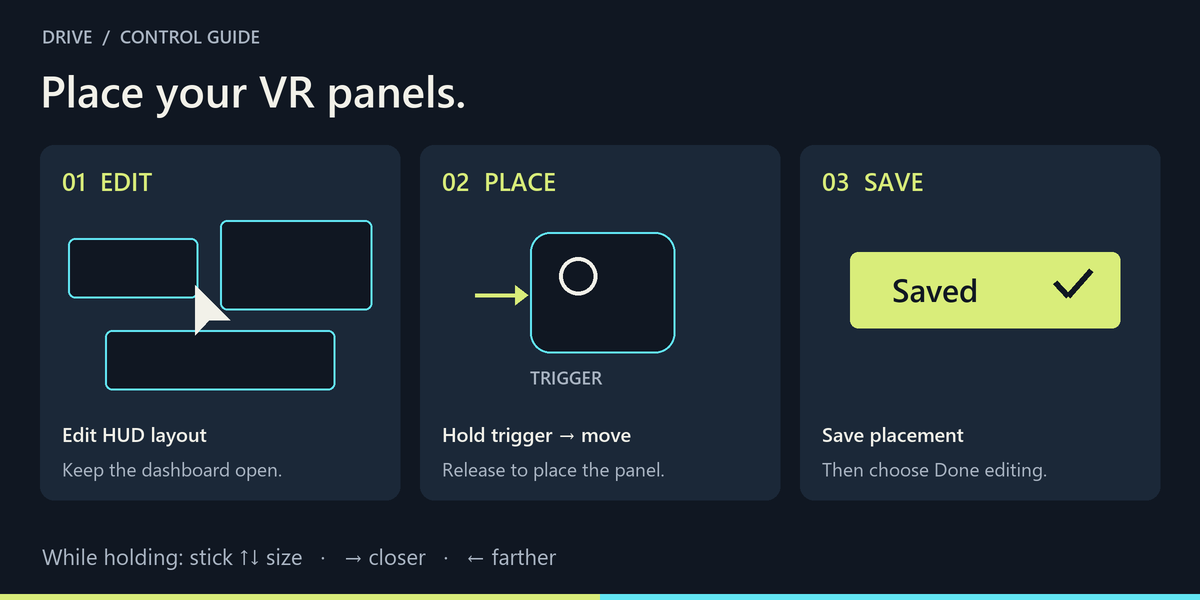 DRIVE / CONTROL GUIDE
Place your VR panels.
01 EDIT
Edit HUD layout
Keep the dashboard open.
02 PLACE
TRIGGER
Hold trigger → move
Release to place the panel.
03 SAVE
Saved
Save placement
Then choose Done editing.
While holding: stick ↑↓ size · → closer · ← farther